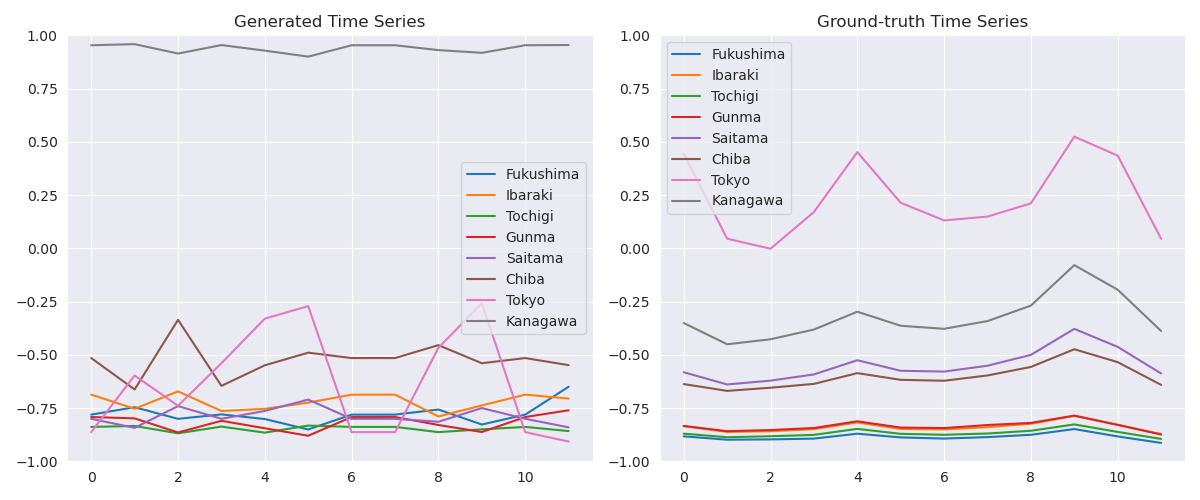 Generated Time Series
1.00
0.75
0.50
0.25
0.00
−0.25
−0.50
−0.75
−1.00
0 2 4 6 8 10
Fukushima
Ibaraki
Tochigi
Gunma
Saitama
Chiba
Tokyo
Kanagawa
Ground-truth Time Series
1.00
0.75
0.50
0.25
0.00
−0.25
−0.50
−0.75
−1.00
0 2 4 6 8 10
Fukushima
Ibaraki
Tochigi
Gunma
Saitama
Chiba
Tokyo
Kanagawa